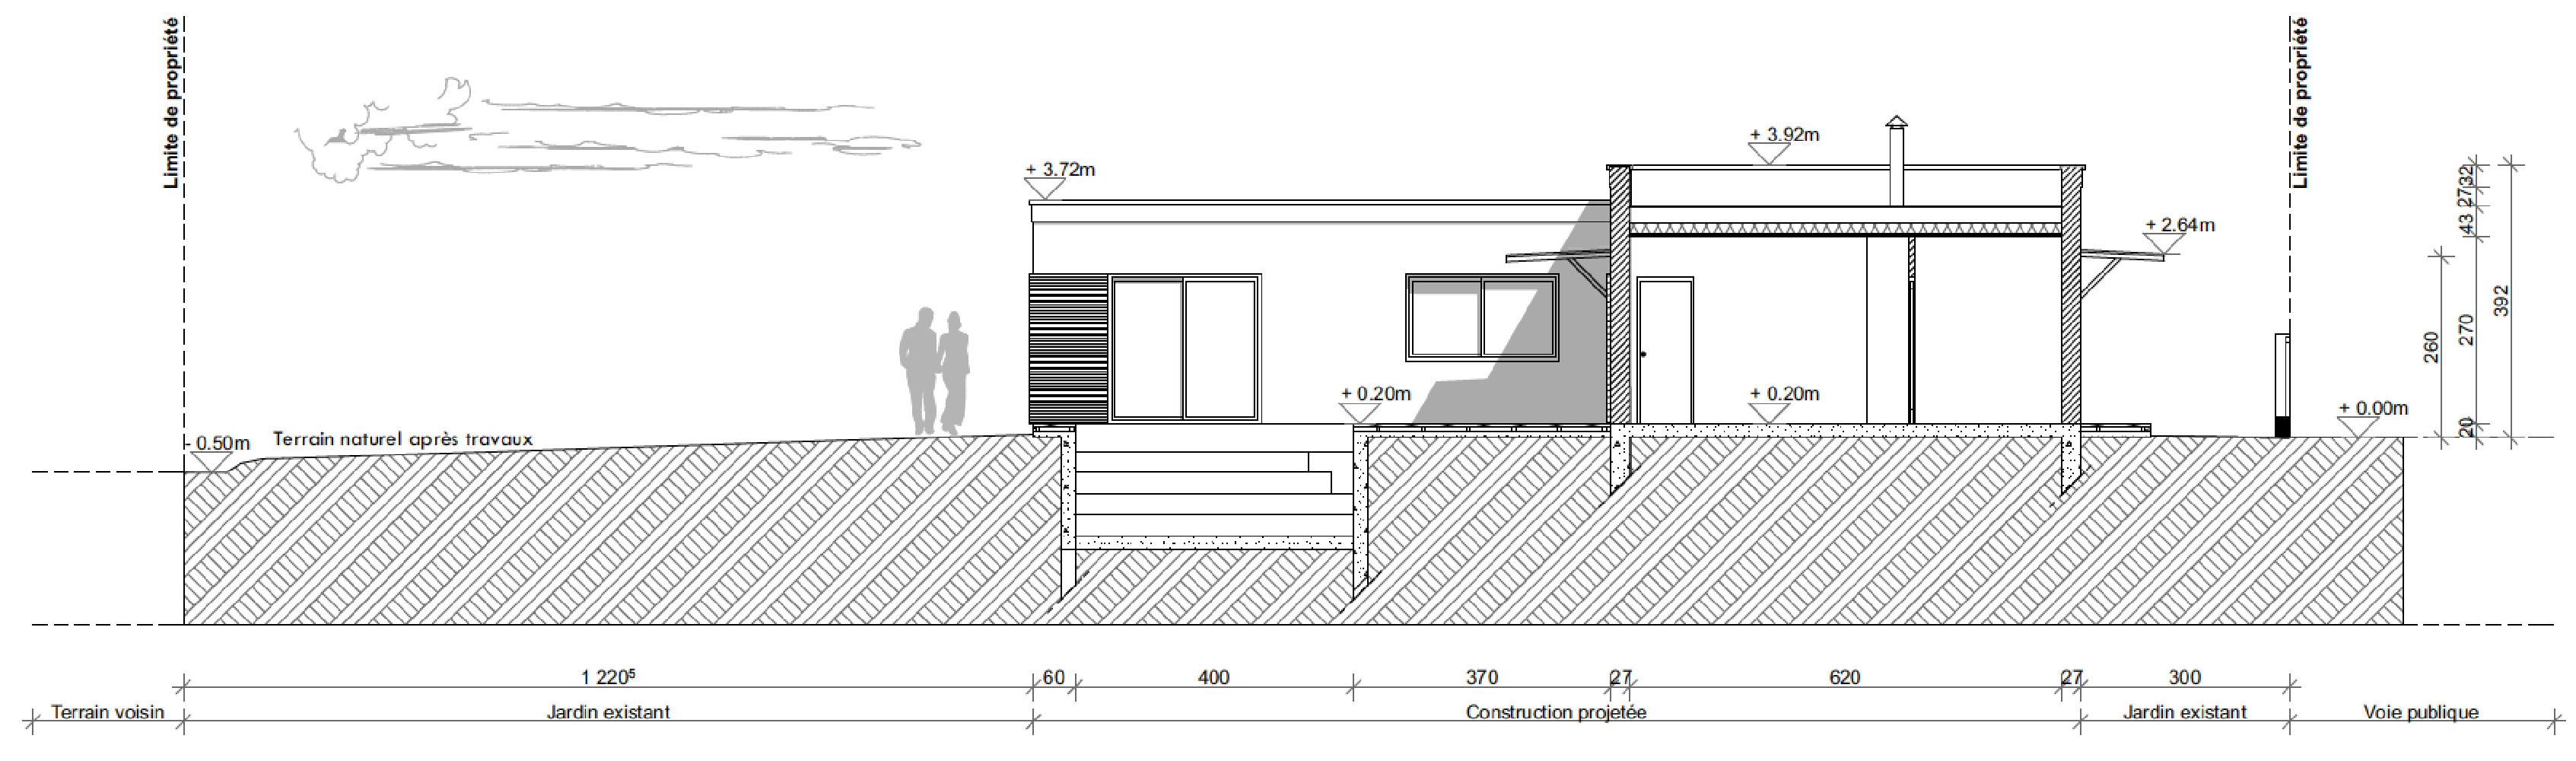 Limite de propriété
Limite de propriété
+ 3.92m
+ 3.72m
+ 2.64m
+ 0.20m
+ 0.20m
+ 0.00m
- 0.50m
Terrain naturel après travaux
32
27
43
270
20
260
392
1 220⁵
60
400
370
27
620
27
300
Terrain voisin
Jardin existant
Construction projetée
Jardin existant
Voie publique